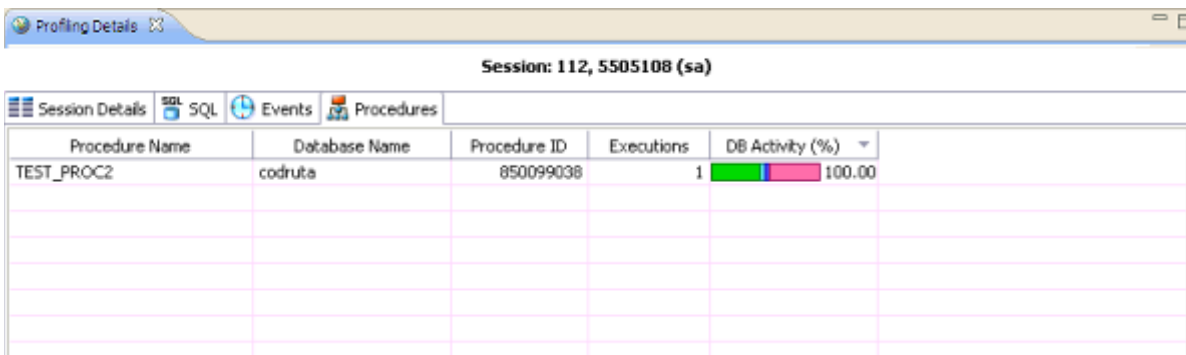 Profiling Details
Session: 112, 5505108 (sa)
Session Details SQL SQL Events Procedures
Procedure Name Database Name Procedure ID Executions DB Activity (%)
TEST_PROC2 codruta 850099038 1 100.00